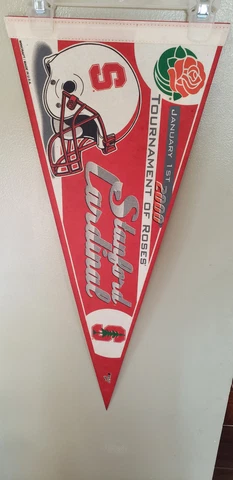 S
JANUARY 1ST 2000
TOURNAMENT OF ROSES
Stanford
Cardinal
S